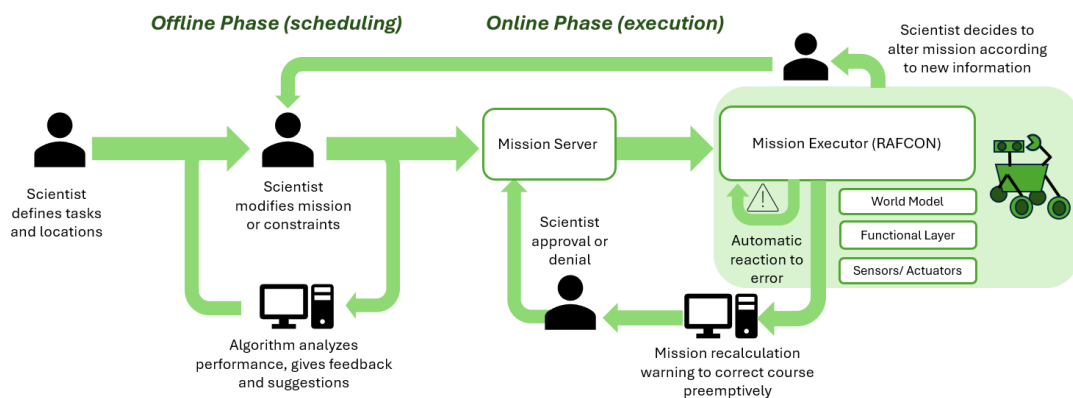 Offline Phase (scheduling)
Online Phase (execution)
Scientist decides to
alter mission according
to new information
Scientist
defines tasks
and locations
Scientist
modifies mission
or constraints
Algorithm analyzes
performance, gives feedback
and suggestions
Mission Server
Mission Executor (RAFCON)
Scientist
approval or
denial
Automatic
reaction to
error
World Model
Functional Layer
Sensors/ Actuators
Mission recalculation
warning to correct course
preemptively